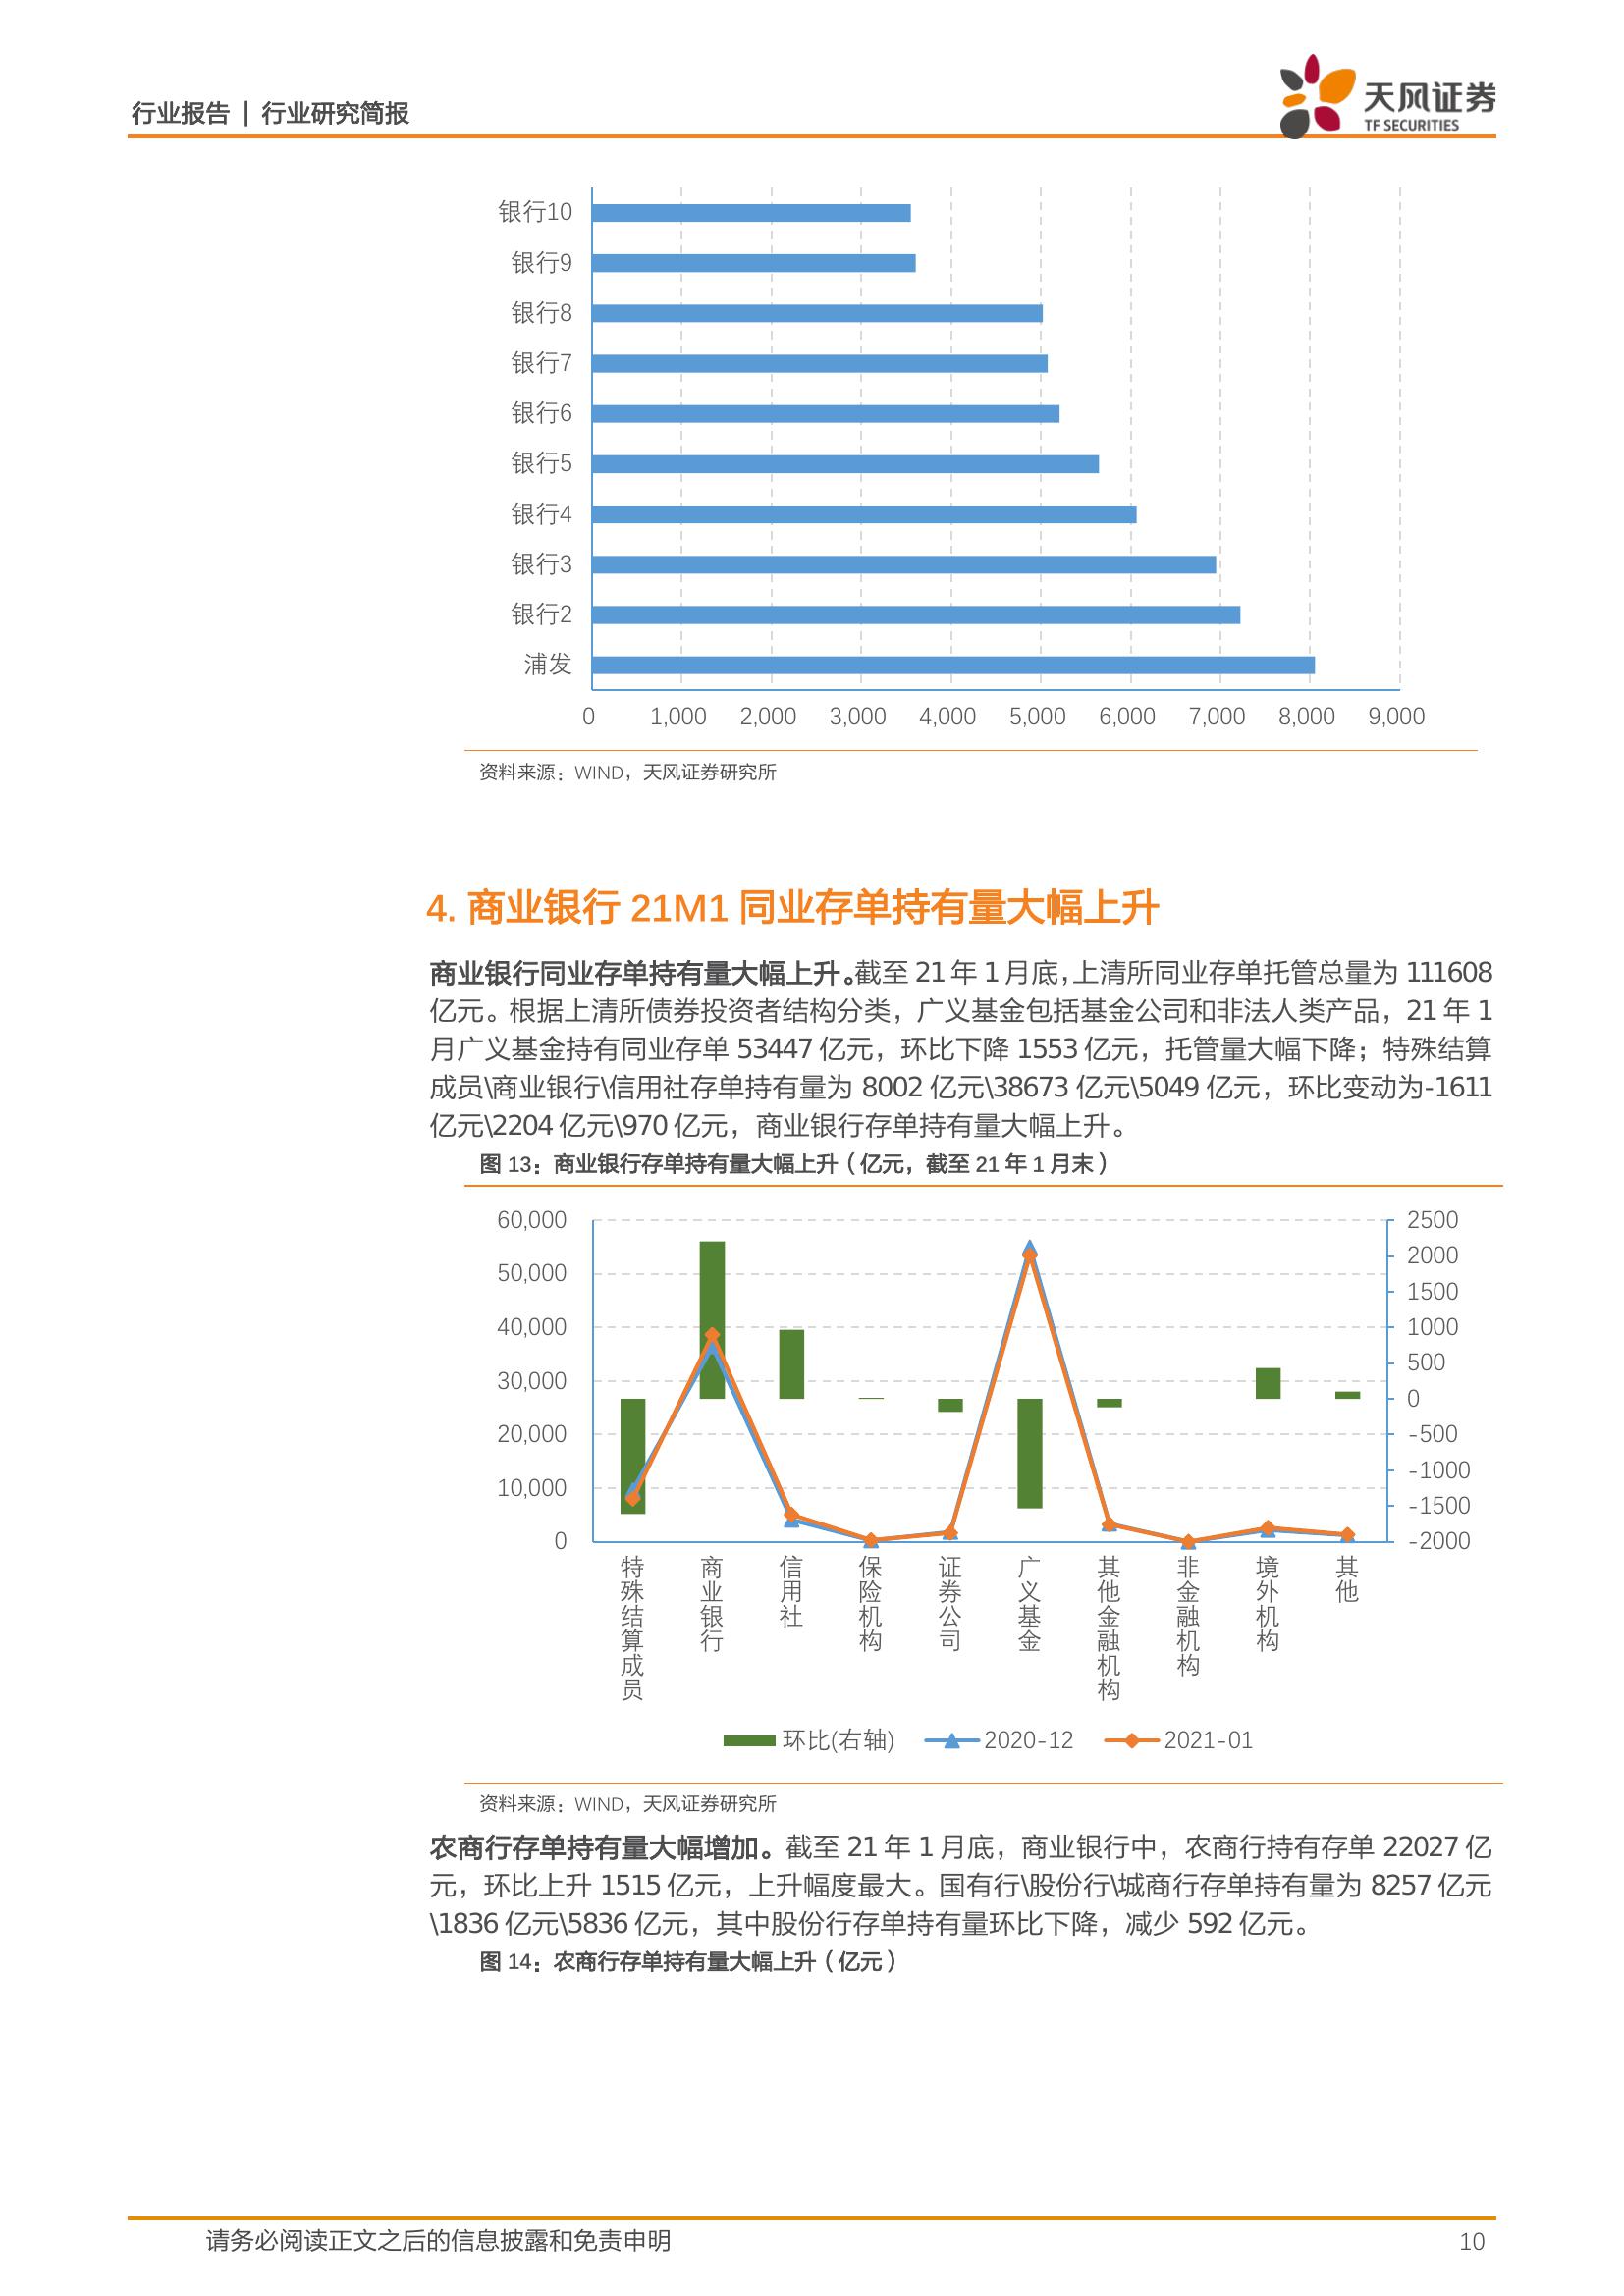 行业报告 | 行业研究简报
天风证券
TF SECURITIES
银行10
银行9
银行8
银行7
银行6
银行5
银行4
银行3
银行2
浦发
0 1,000 2,000 3,000 4,000 5,000 6,000 7,000 8,000 9,000
资料来源：WIND，天风证券研究所
4. 商业银行 21M1 同业存单持有量大幅上升
商业银行同业存单持有量大幅上升。截至 21 年 1 月底，上清所同业存单托管总量为 111608
亿元。根据上清所债券投资者结构分类，广义基金包括基金公司和非法人类产品，21 年 1
月广义基金持有同业存单 53447 亿元，环比下降 1553 亿元，托管量大幅下降；特殊结算
成员\商业银行\信用社存单持有量为 8002 亿元\38673 亿元\5049 亿元，环比变动为-1611
亿元\2204 亿元\970 亿元，商业银行存单持有量大幅上升。
图 13：商业银行存单持有量大幅上升（亿元，截至 21 年 1 月末）
60,000 2500
50,000 2000
40,000 1500
30,000 1000
20,000 500
10,000 0
0 -500
-1000
-1500
-2000
特殊结算成员
商业银行
信用社
保险机构
证券公司
广义基金
其他金融机构
非金融机构
境外机构
其他
环比(右轴) 2020-12 2021-01
资料来源：WIND，天风证券研究所
农商行存单持有量大幅增加。截至 21 年 1 月底，商业银行中，农商行持有存单 22027 亿
元，环比上升 1515 亿元，上升幅度最大。国有行\股份行\城商行存单持有量为 8257 亿元
\1836 亿元\5836 亿元，其中股份行存单持有量环比下降，减少 592 亿元。
图 14：农商行存单持有量大幅上升（亿元）
请务必阅读正文之后的信息披露和免责申明 10